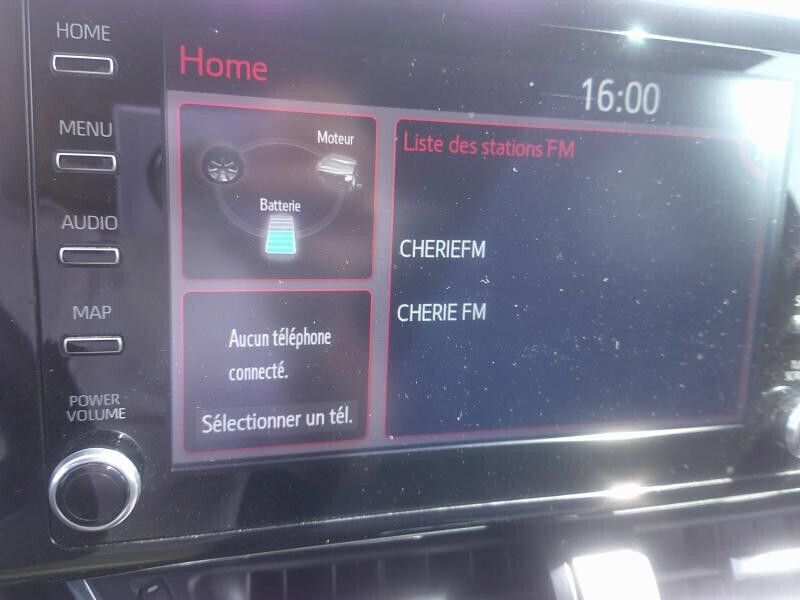 HOME
MENU
AUDIO
MAP
POWER
VOLUME
Home
16:00
Moteur
Batterie
Aucun téléphone
connecté.
Sélectionner un tél.
Liste des stations FM
CHERIEFM
CHERIE FM